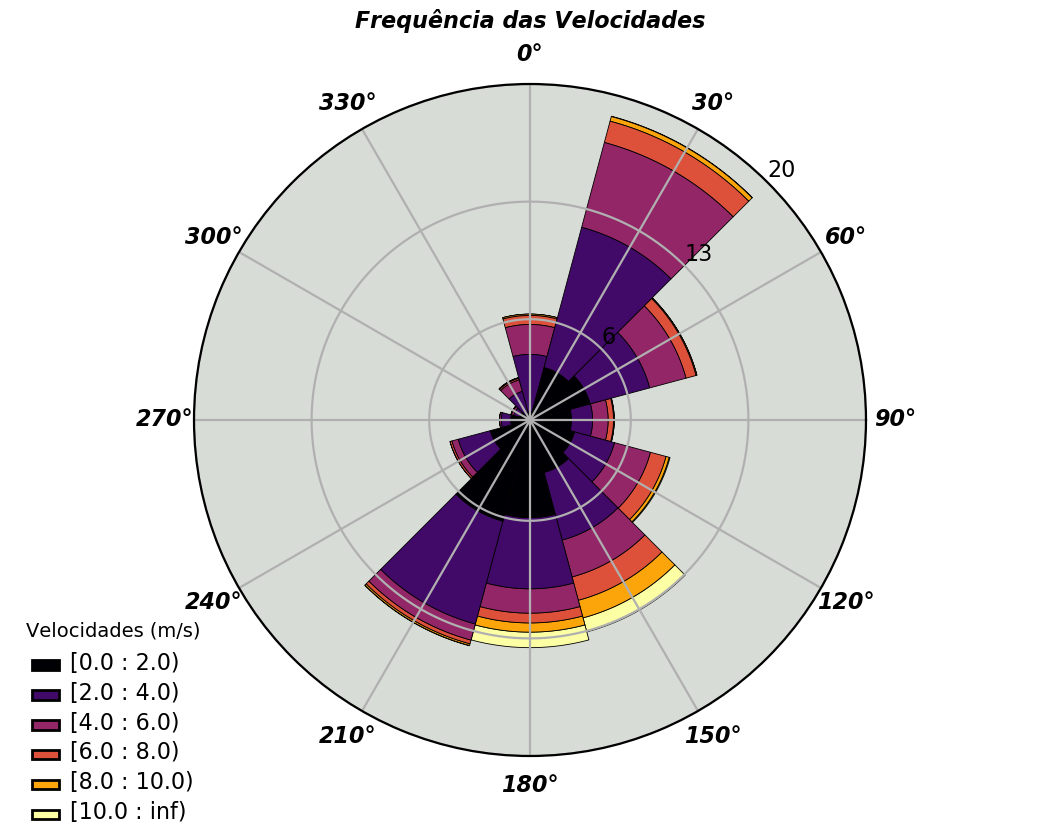 Frequência das Velocidades
0°
330°
30°
20
300°
60°
13
6
270°
90°
240°
120°
210°
150°
180°
Velocidades (m/s)
[0.0 : 2.0)
[2.0 : 4.0)
[4.0 : 6.0)
[6.0 : 8.0)
[8.0 : 10.0)
[10.0 : inf)